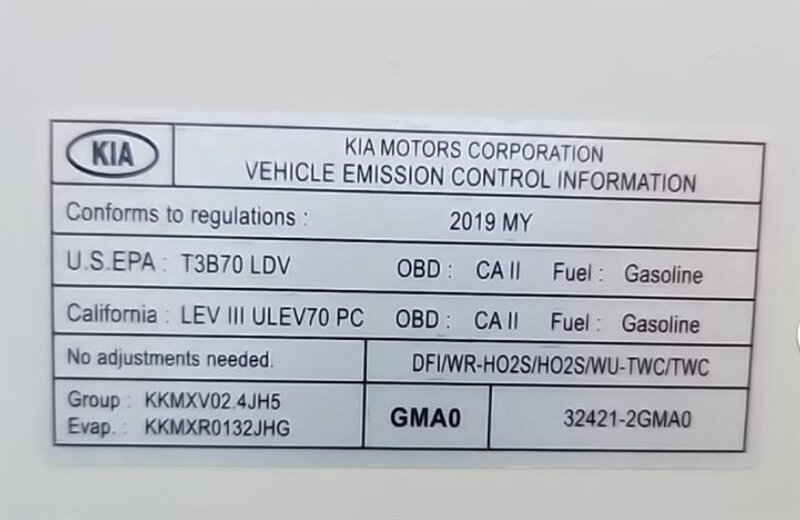 KIA
KIA MOTORS CORPORATION
VEHICLE EMISSION CONTROL INFORMATION
Conforms to regulations : 2019 MY
U.S.EPA : T3B70 LDV OBD : CA II Fuel : Gasoline
California : LEV III ULEV70 PC OBD : CA II Fuel : Gasoline
No adjustments needed. DFI/WR-HO2S/HO2S/WU-TWC/TWC
Group : KKMXV02.4JH5
Evap. : KKMXR0132JHG
GMA0
32421-2GMA0